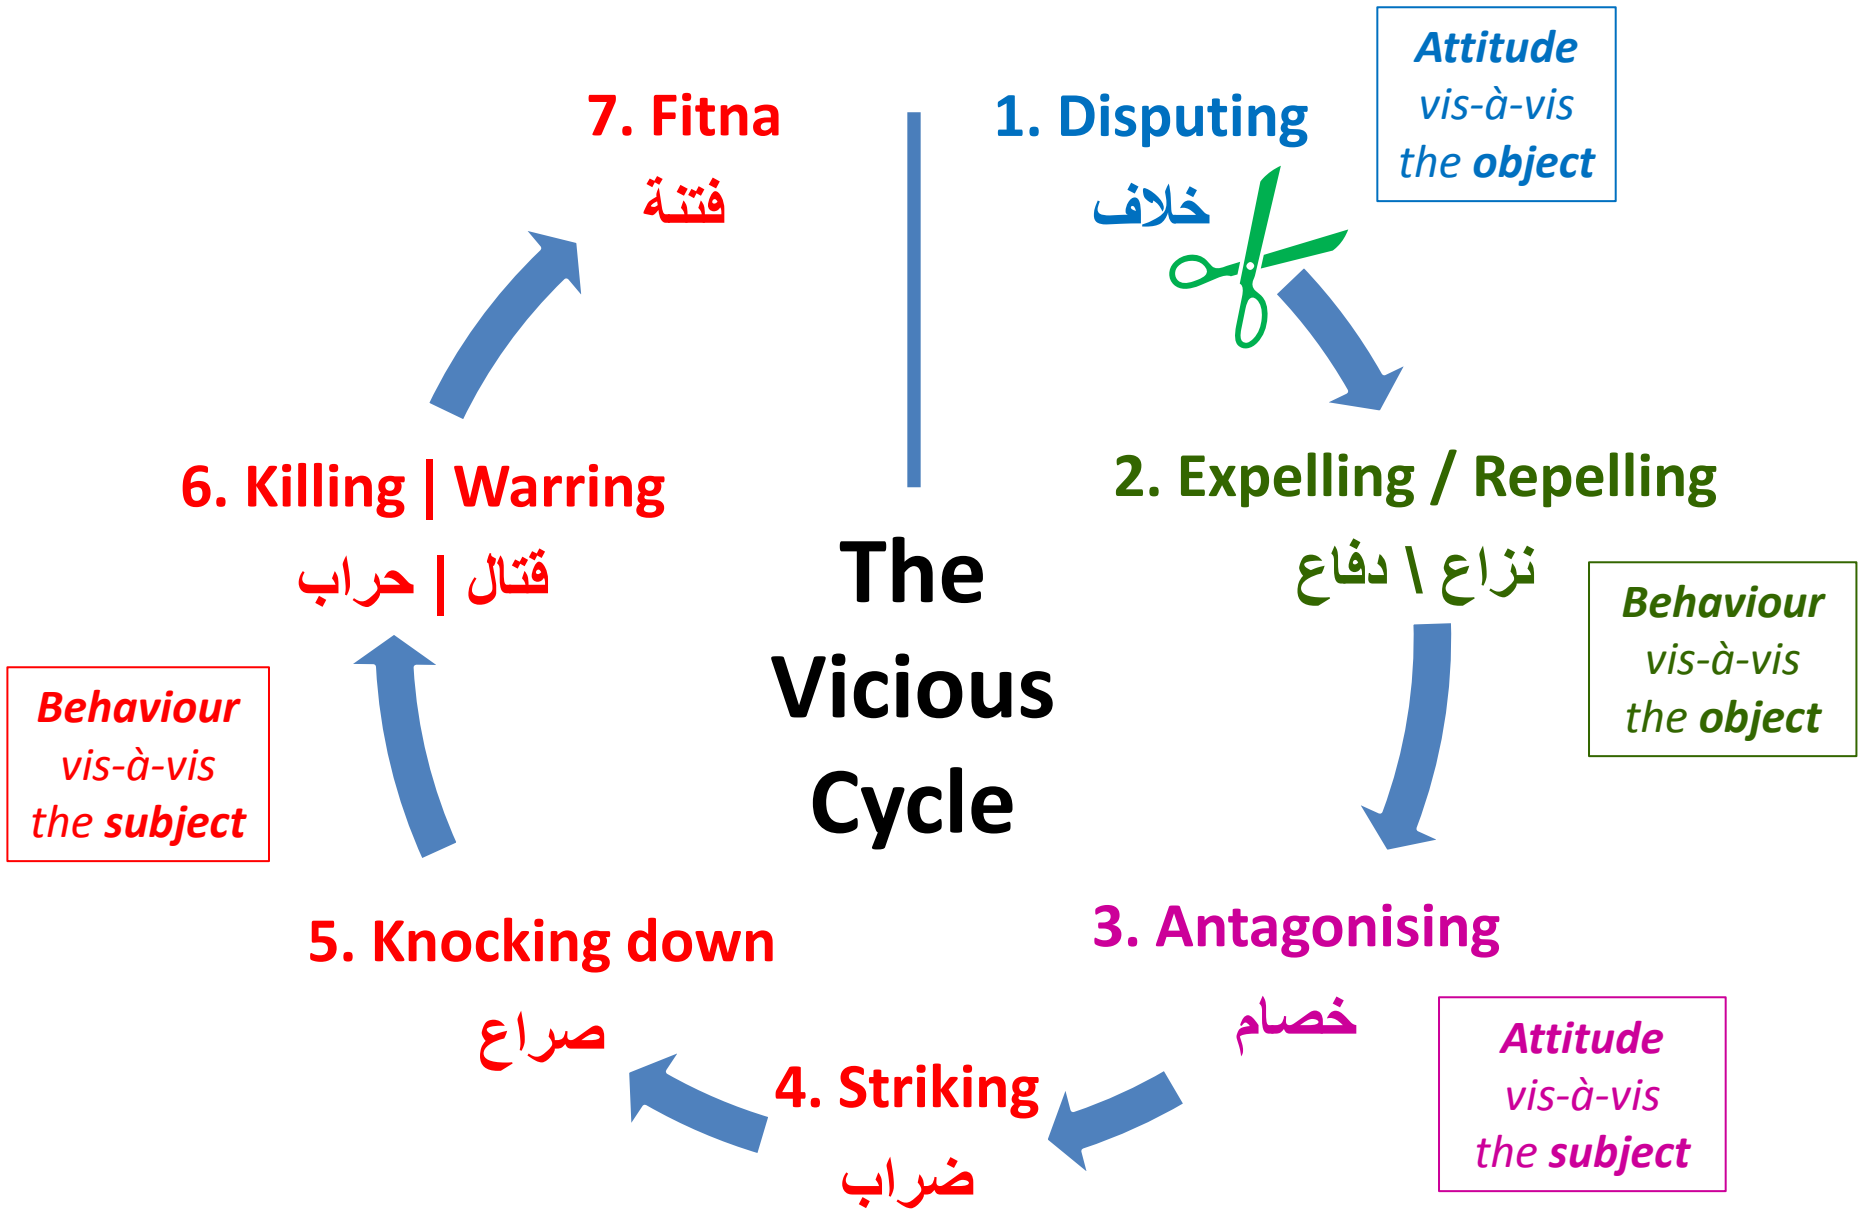 The
Vicious
Cycle
1. Disputing
خلاف
Attitude
vis-à-vis
the object
2. Expelling / Repelling
نزاع \ دفاع
Behaviour
vis-à-vis
the object
3. Antagonising
خصام
Attitude
vis-à-vis
the subject
4. Striking
ضراب
5. Knocking down
صراع
Behaviour
vis-à-vis
the subject
6. Killing | Warring
قتال | حراب
7. Fitna
فتنة